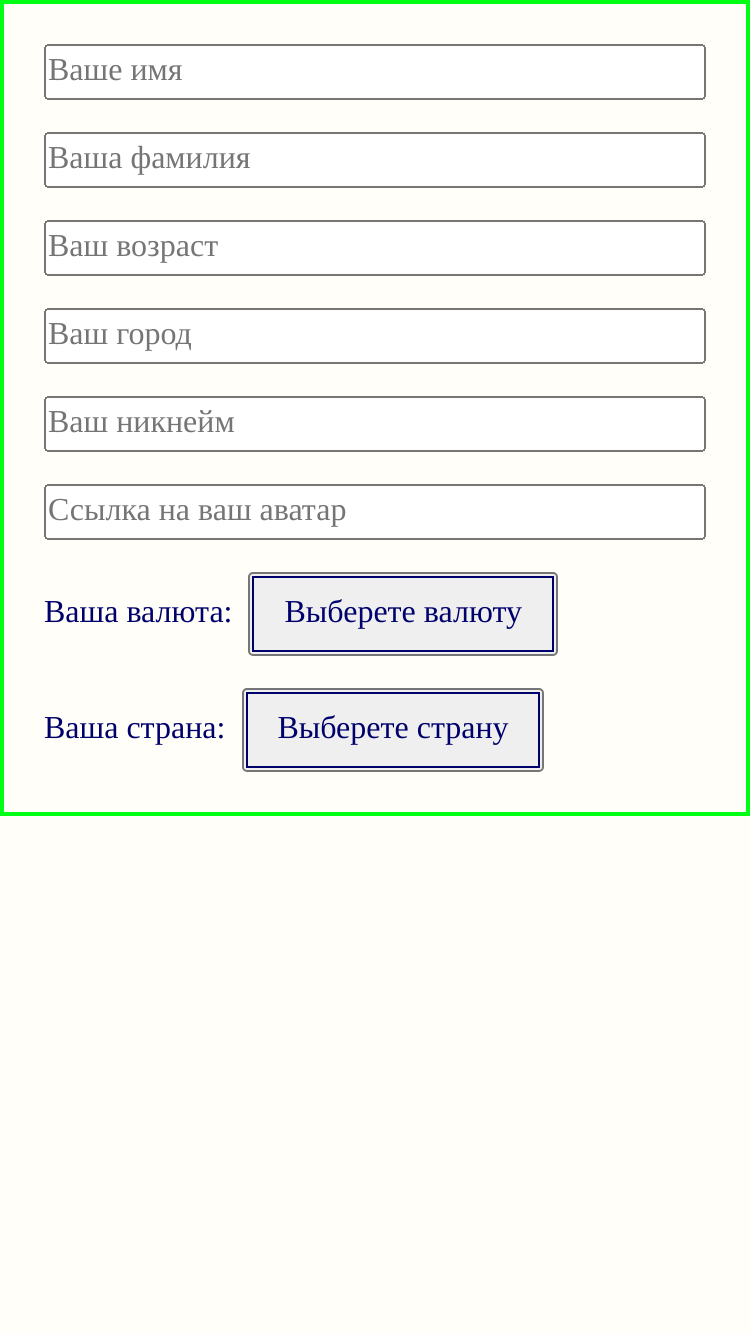 Ваше имя
Ваша фамилия
Ваш возраст
Ваш город
Ваш никнейм
Ссылка на ваш аватар
Ваша валюта: Выберете валюту
Ваша страна: Выберете страну